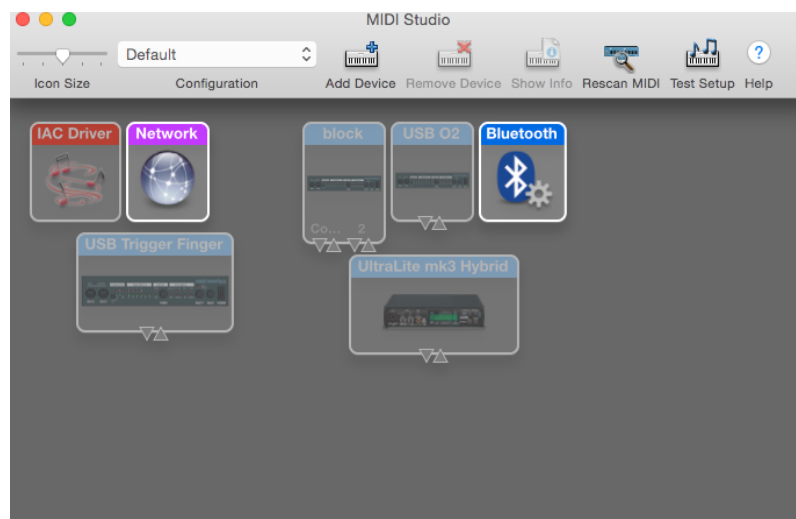 MIDI Studio
Default
Icon Size Configuration Add Device Remove Device Show Info Rescan MIDI Test Setup ? Help
IAC Driver Network block USB O2 Bluetooth
Co... 2
USB Trigger Finger
UltraLite mk3 Hybrid